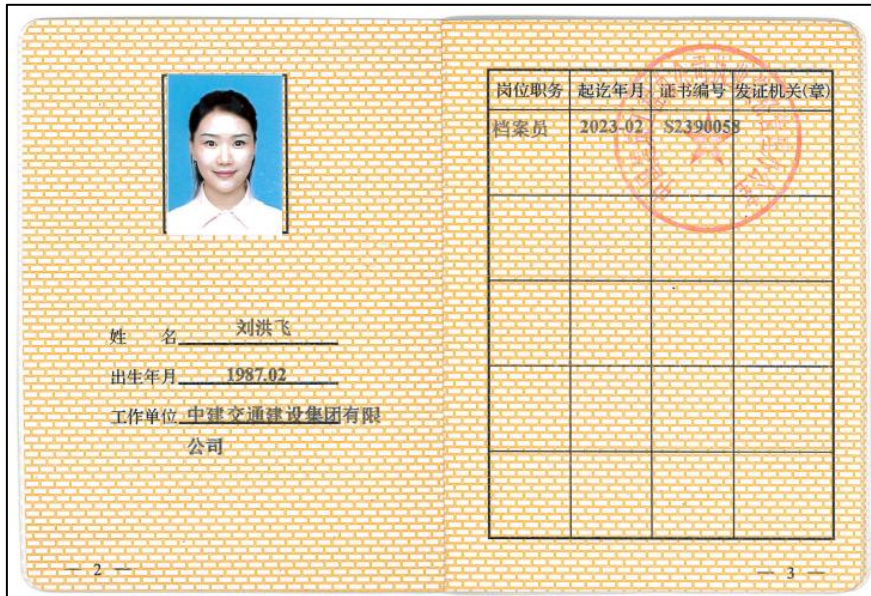 姓 名 刘洪飞
出生年月 1987.02
工作单位 中建交通建设集团有限
公司
— 2 —
岗位职务 起讫年月 证书编号 发证机关(章)
档案员 2023-02 S2390058
— 3 —